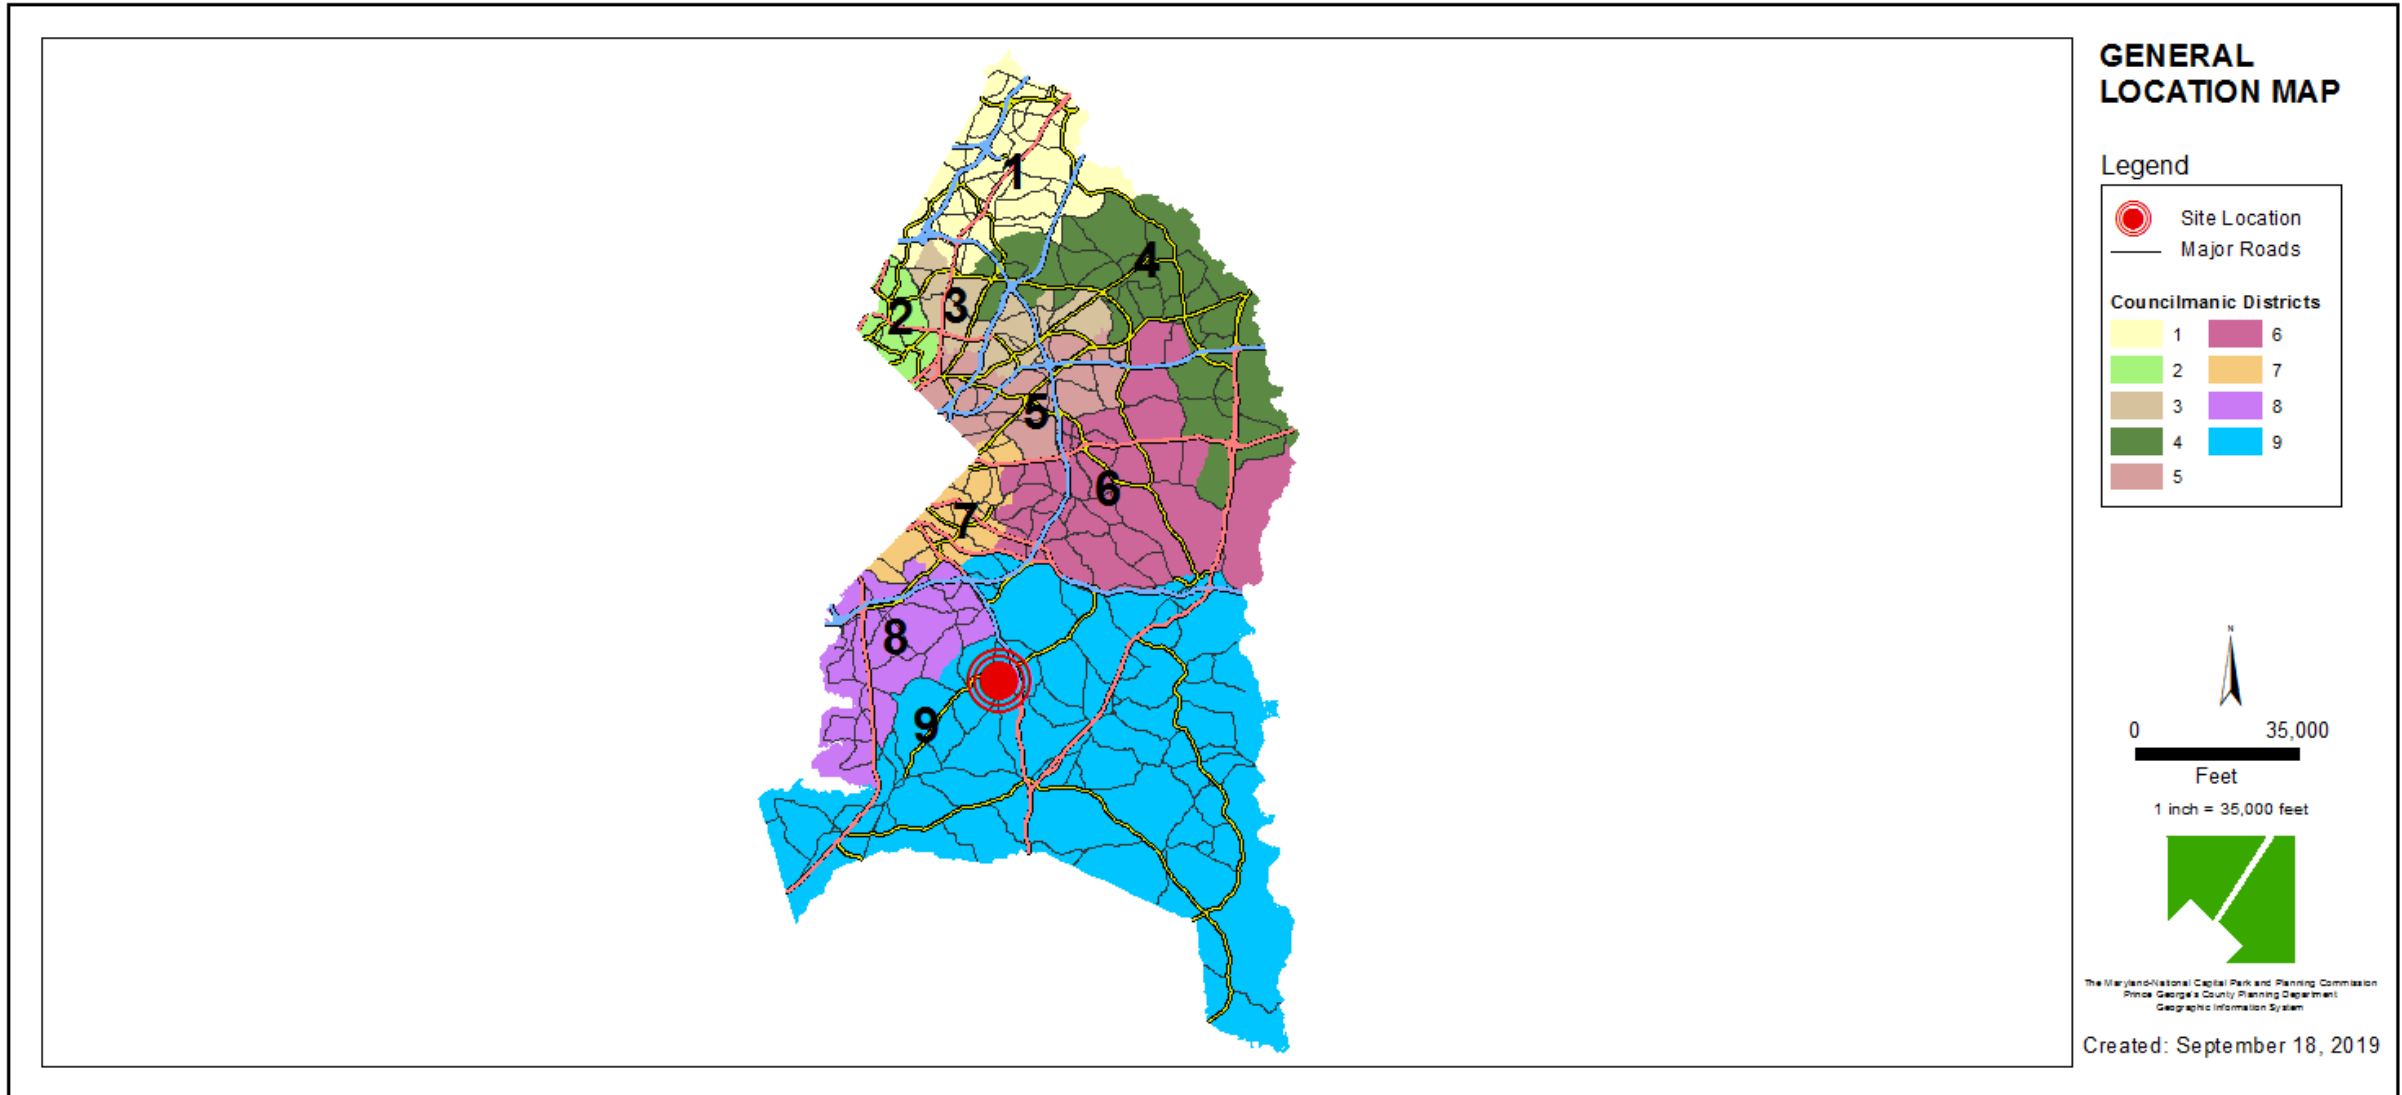 GENERAL
LOCATION MAP
Legend
Site Location
Major Roads
Councilmanic Districts
1 6
2 7
3 8
4 9
5
1
4
2
3
5
6
7
8
9
N
0 35,000
Feet
1 inch = 35,000 feet
The Maryland-National Capital Park and Planning Commission
Prince George's County Planning Department
Geographic Information System
Created: September 18, 2019